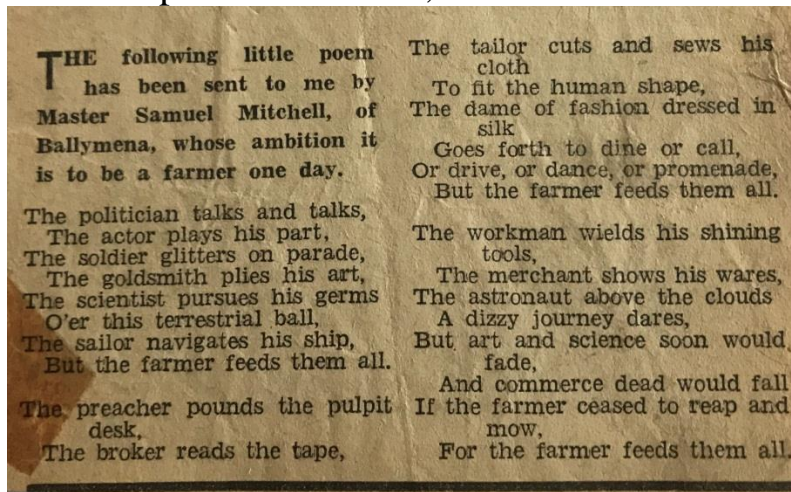 THE following little poem
has been sent to me by
Master Samuel Mitchell, of
Ballymena, whose ambition it
is to be a farmer one day.
The politician talks and talks,
The actor plays his part,
The soldier glitters on parade,
The goldsmith plies his art,
The scientist pursues his germs
O'er this terrestrial ball,
The sailor navigates his ship,
But the farmer feeds them all.
The preacher pounds the pulpit
desk,
The broker reads the tape,
The tailor cuts and sews his
cloth
To fit the human shape,
The dame of fashion dressed in
silk
Goes forth to dine or call,
Or drive, or dance, or promenade,
But the farmer feeds them all.
The workman wields his shining
tools,
The merchant shows his wares,
The astronaut above the clouds
A dizzy journey dares,
But art and science soon would
fade,
And commerce dead would fall
If the farmer ceased to reap and
mow,
For the farmer feeds them all.